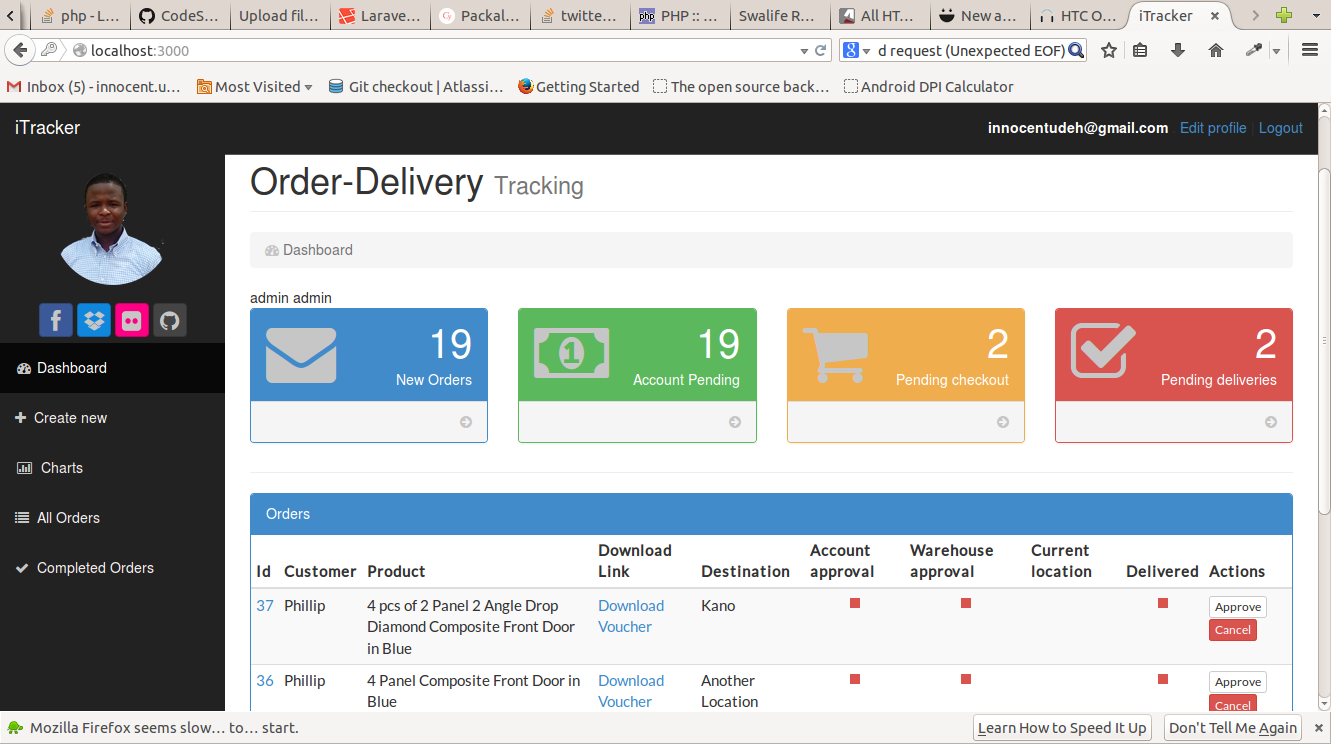 php - L...
CodeS...
Upload fil...
Larave...
Packal...
twitte...
php PHP :: ...
Swalife R...
All HT...
New a...
HTC O...
iTracker
localhost:3000
d request (Unexpected EOF)
Inbox (5) - innocent.u...
Most Visited
Git checkout | Atlassi...
Getting Started
The open source back...
Android DPI Calculator
iTracker
innocentudeh@gmail.com Edit profile | Logout
Order-Delivery Tracking
Dashboard
admin admin
19
New Orders
19
Account Pending
2
Pending checkout
2
Pending deliveries
Dashboard
Create new
Charts
All Orders
Completed Orders
Orders
Id Customer Product Download Link Destination Account approval Warehouse approval Current location Delivered Actions
37 Phillip 4 pcs of 2 Panel 2 Angle Drop
Diamond Composite Front Door
in Blue
Download
Voucher
Kano
Approve
Cancel
36 Phillip 4 Panel Composite Front Door in
Blue
Download
Voucher
Another
Location
Approve
Cancel
Mozilla Firefox seems slow... to... start.
Learn How to Speed It Up
Don't Tell Me Again